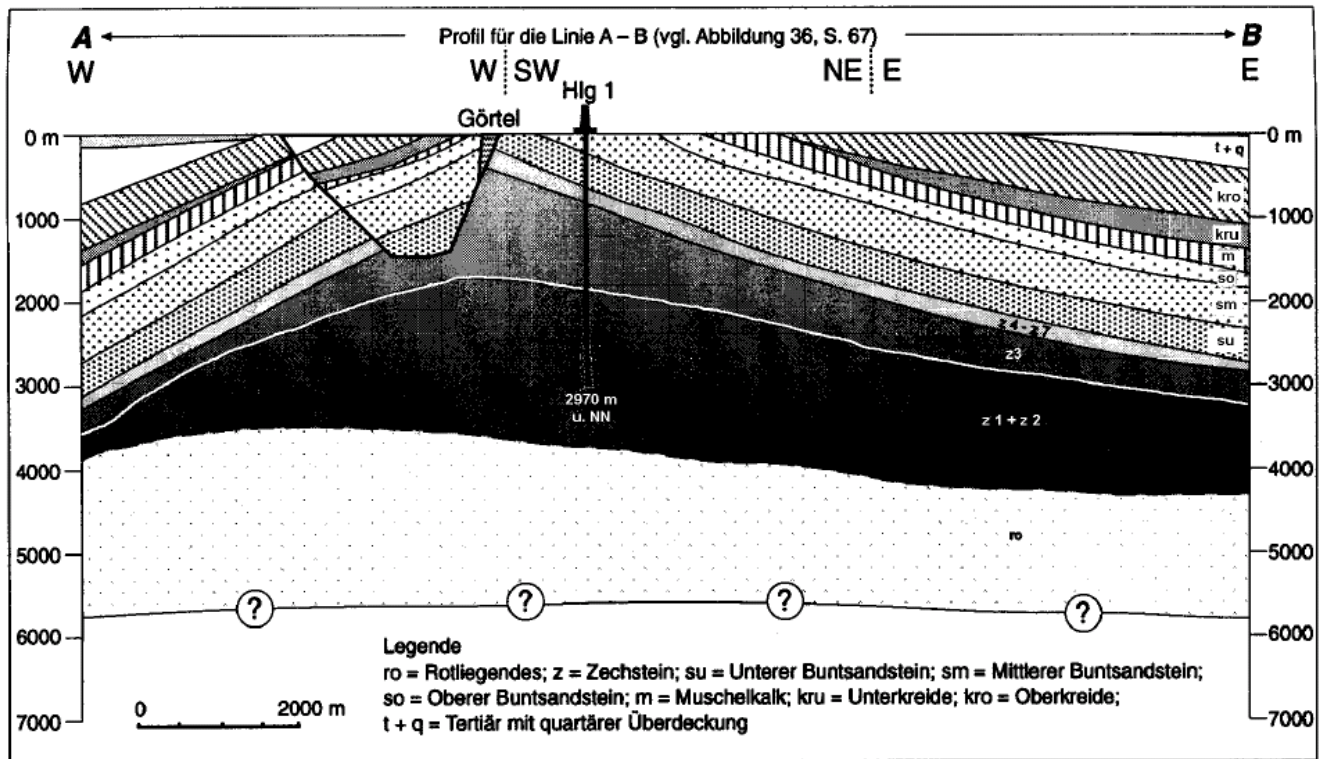 A Profil für die Linie A – B (vgl. Abbildung 36, S. 67) B
W W SW NE E E
Hlg 1
Görtel
0 m 0 m
t + q
kro
1000 1000
kru
m
so
2000 2000
sm
z4 - z7
su
z3
3000 3000
2970 m
u. NN
z 1 + z 2
4000 4000
ro
5000 5000
? ? ? ?
6000 6000
Legende
ro = Rotliegendes; z = Zechstein; su = Unterer Buntsandstein; sm = Mittlerer Buntsandstein;
so = Oberer Buntsandstein; m = Muschelkalk; kru = Unterkreide; kro = Oberkreide;
t + q = Tertiär mit quartärer Überdeckung
0 2000 m
7000 7000